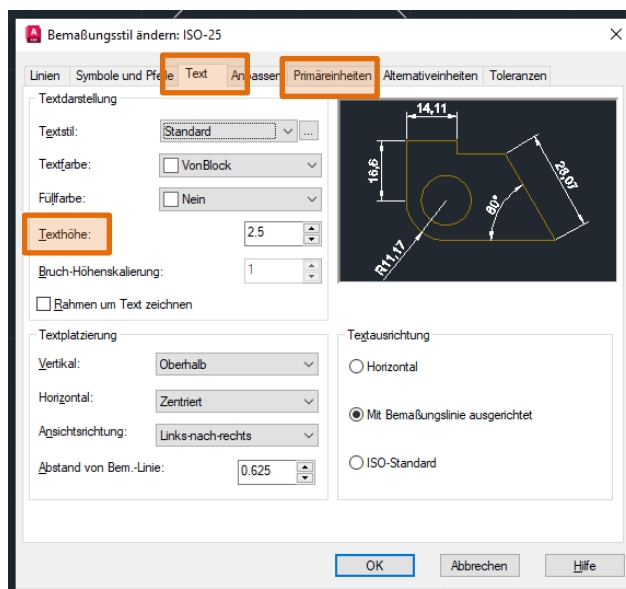 Bemaßungsstil ändern: ISO-25
Linien Symbole und Pfeile Text Anpassen Primäreinheiten Alternativeinheiten Toleranzen
Textdarstellung
Textstil: Standard ...
Textfarbe: VonBlock
Füllfarbe: Nein
Texthöhe: 2.5
Bruch-Höhenskalierung: 1
Rahmen um Text zeichnen
14,11
16,6
28,07
80°
R11,17
Textplatzierung
Vertikal: Oberhalb
Horizontal: Zentriert
Ansichtsrichtung: Links-nach-rechts
Abstand von Bem.-Linie: 0.625
Textausrichtung
Horizontal
Mit Bemaßungslinie ausgerichtet
ISO-Standard
OK Abbrechen Hilfe